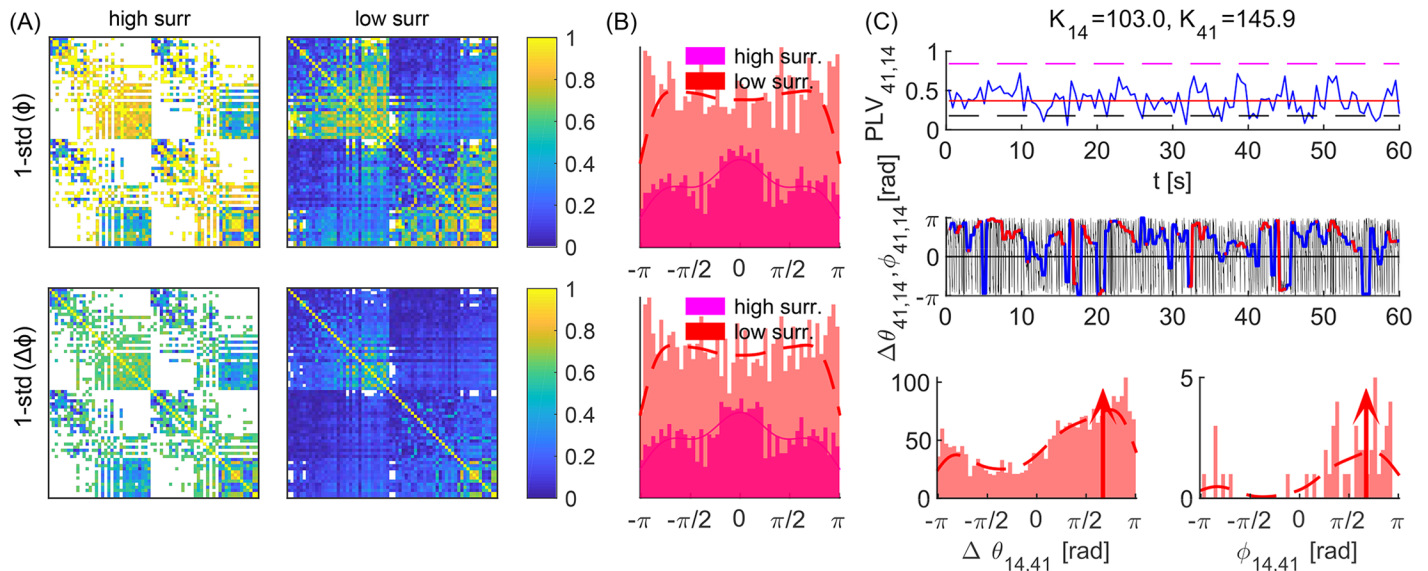 (A)
high surr
low surr
1-std (ϕ)
1
0.8
0.6
0.4
0.2
0
1-std (Δϕ)
1
0.8
0.6
0.4
0.2
0
(B)
high surr.
low surr.
-π -π/2 0 π/2 π
high surr.
low surr.
-π -π/2 0 π/2 π
(C)
K14=103.0, K41=145.9
PLV41,14
1
0.5
0
0 10 20 30 40 50 60
t [s]
Δθ41,14, ϕ41,14 [rad]
π
0
-π
0 10 20 30 40 50 60
100
50
0
-π -π/2 0 π/2 π
Δ θ14,41 [rad]
5
0
-π -π/2 0 π/2 π
ϕ14,41 [rad]